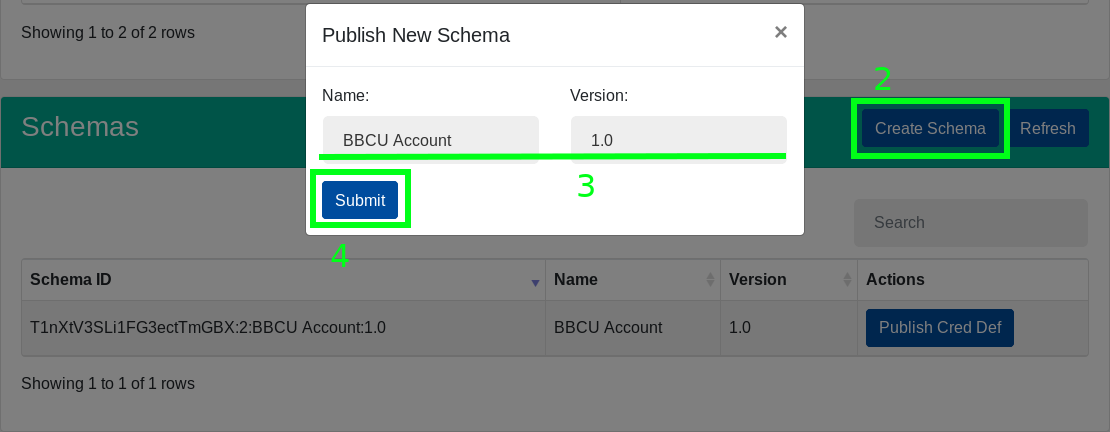 Showing 1 to 2 of 2 rows
Publish New Schema ×
Name: Version:
BBCU Account 1.0
3
Submit
4
Schemas
2
Create Schema Refresh
Search
Schema ID Name Version Actions
T1nXtV3SLi1FG3ectTmGBX:2:BBCU Account:1.0 BBCU Account 1.0 Publish Cred Def
Showing 1 to 1 of 1 rows